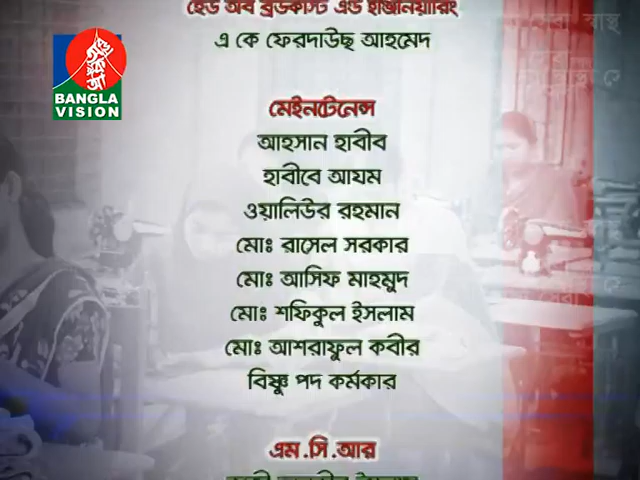 হেড অব ব্রডকাস্ট এন্ড ইঞ্জিনিয়ারিং
এ কে ফেরদাউছ আহমেদ
BANGLA
VISION
মেইনটেনেন্স
আহসান হাবীব
হাবীবে আযম
ওয়ালিউর রহমান
মোঃ রাসেল সরকার
মোঃ আসিফ মাহমুদ
মোঃ শফিকুল ইসলাম
মোঃ আশরাফুল কবীর
বিষ্ণু পদ কর্মকার
এম.সি.আর